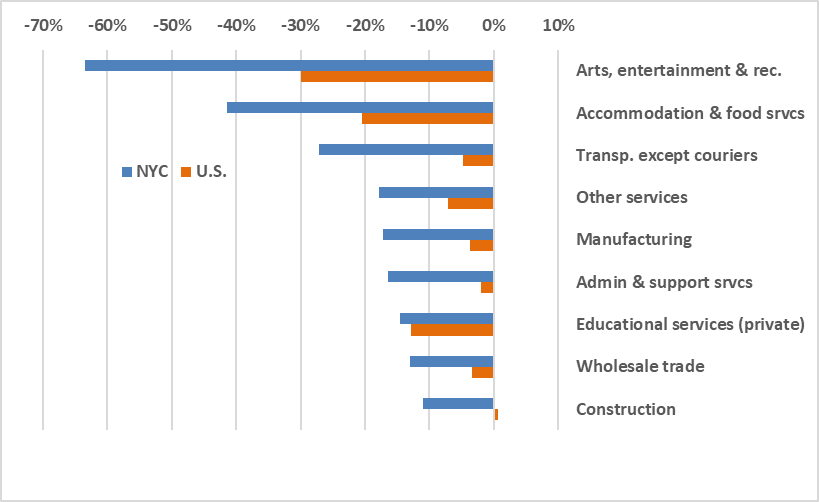 -70% -60% -50% -40% -30% -20% -10% 0% 10%
Arts, entertainment & rec.
Accommodation & food srvcs
Transp. except couriers
NYC U.S.
Other services
Manufacturing
Admin & support srvcs
Educational services (private)
Wholesale trade
Construction